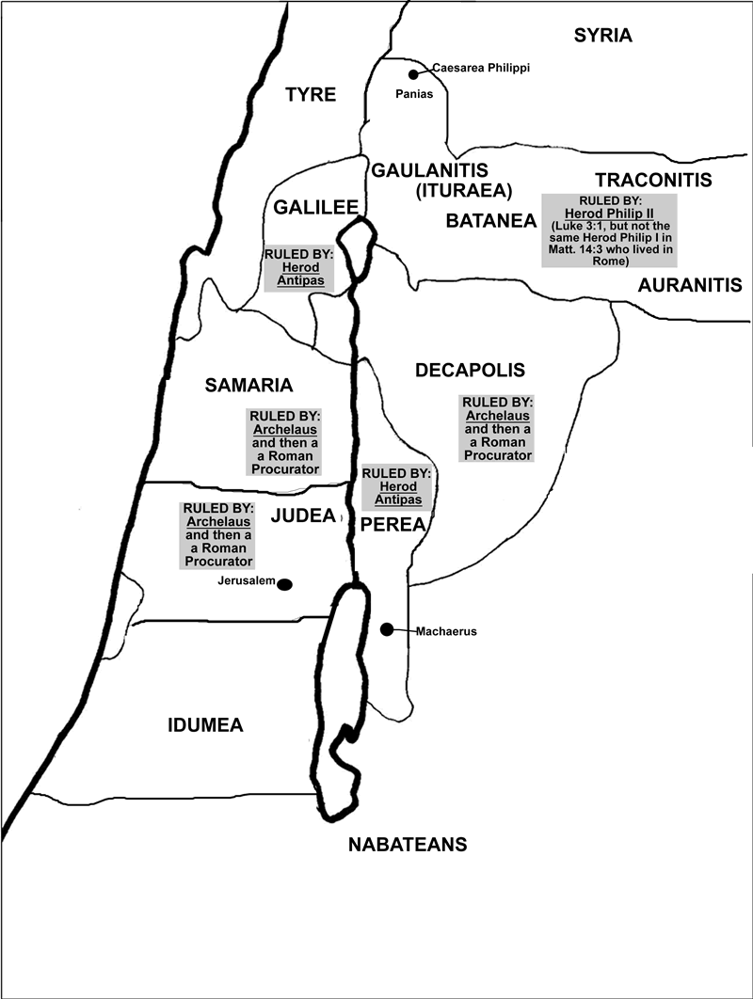 SYRIA
Caesarea Philippi
TYRE
Panias
GAULANITIS
(ITURAEA)
TRACONITIS
GALILEE
BATANEA
RULED BY:
Herod Philip II
(Luke 3:1, but not the
same Herod Philip I in
Matt. 14:3 who lived in
Rome)
RULED BY:
Herod
Antipas
AURANITIS
DECAPOLIS
SAMARIA
RULED BY:
Archelaus
and then a
a Roman
Procurator
RULED BY:
Archelaus
and then a
a Roman
Procurator
RULED BY:
Herod
Antipas
PEREA
JUDEA
RULED BY:
Archelaus
and then a
a Roman
Procurator
Jerusalem
Machaerus
IDUMEA
NABATEANS